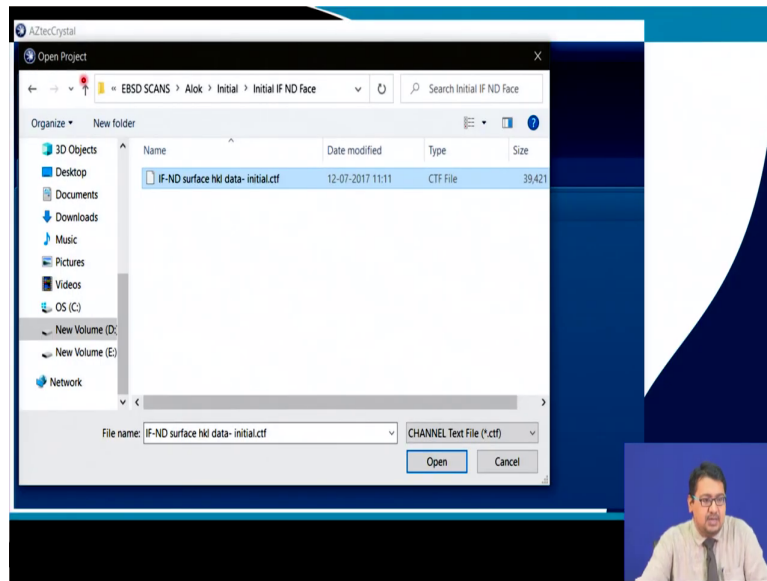 AZtecCrystal
Open Project
« EBSD SCANS > Alok > Initial > Initial IF ND Face
Search Initial IF ND Face
Organize
New folder
3D Objects
Desktop
Documents
Downloads
Music
Pictures
Videos
OS (C:)
New Volume (D:)
New Volume (E:)
Network
Name Date modified Type Size
IF-ND surface hkl data- initial.ctf 12-07-2017 11:11 CTF File 39,421
File name: IF-ND surface hkl data- initial.ctf CHANNEL Text File (*.ctf)
Open Cancel